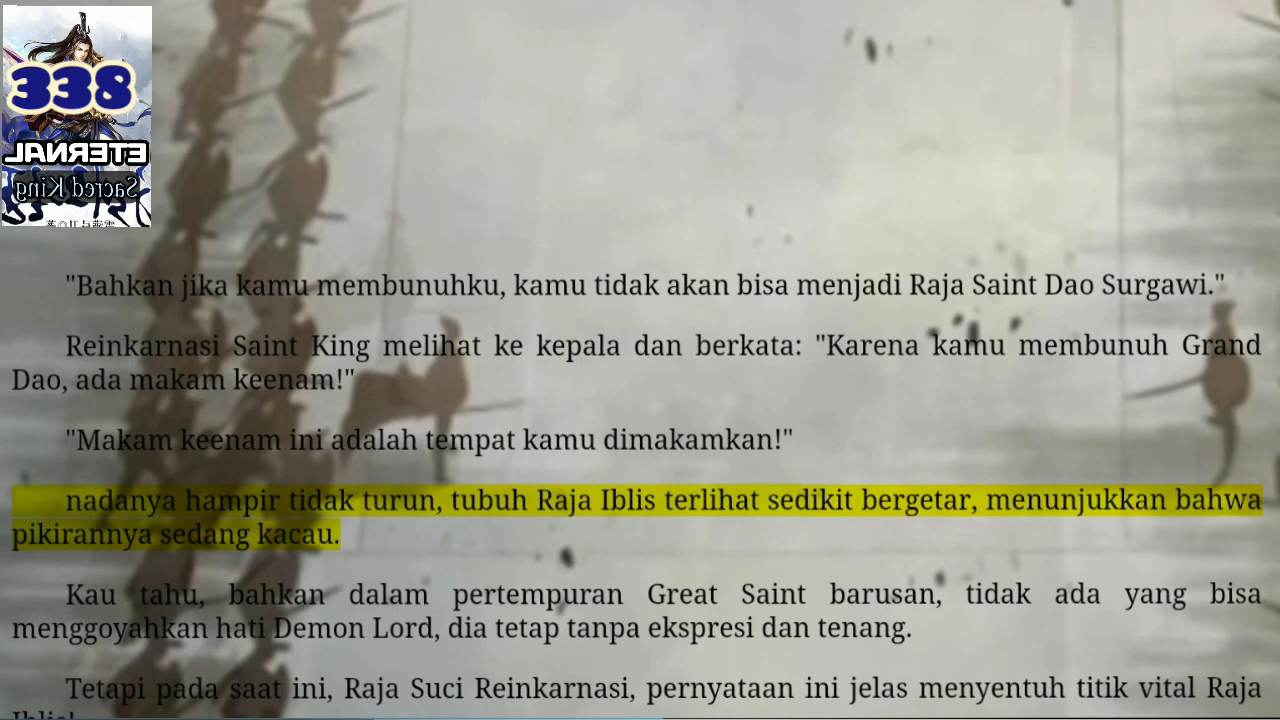 338
ETERNAL
Sacred King
"Bahkan jika kamu membunuhku, kamu tidak akan bisa menjadi Raja Saint Dao Surgawi."
Reinkarnasi Saint King melihat ke kepala dan berkata: "Karena kamu membunuh Grand
Dao, ada makam keenam!"
"Makam keenam ini adalah tempat kamu dimakamkan!"
nadanya hampir tidak turun, tubuh Raja Iblis terlihat sedikit bergetar, menunjukkan bahwa
pikirannya sedang kacau.
Kau tahu, bahkan dalam pertempuran Great Saint barusan, tidak ada yang bisa
menggoyahkan hati Demon Lord, dia tetap tanpa ekspresi dan tenang.
Tetapi pada saat ini, Raja Suci Reinkarnasi, pernyataan ini jelas menyentuh titik vital Raja
Iblis!